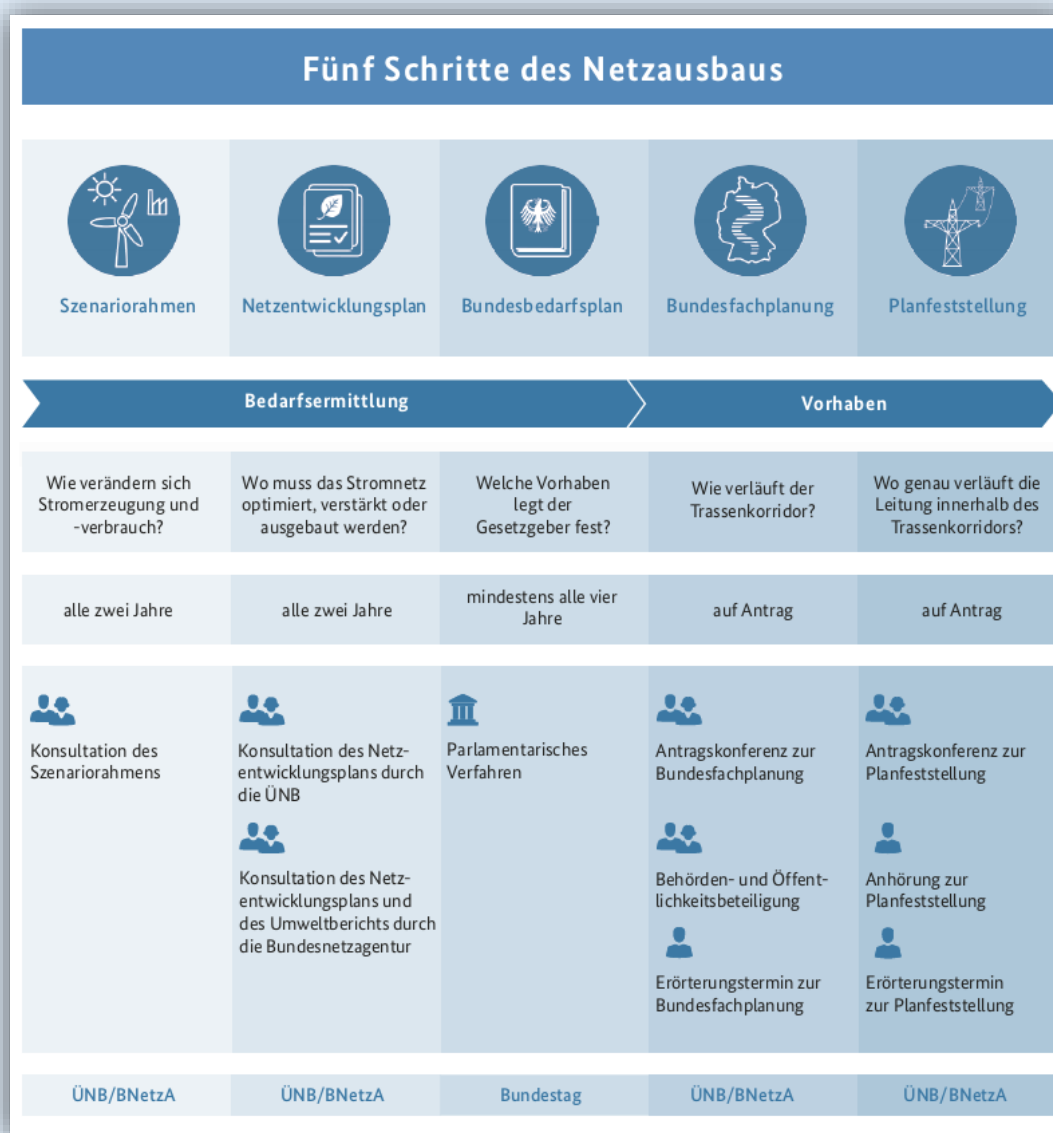 Fünf Schritte des Netzausbaus
Szenariorahmen
Netzentwicklungsplan
Bundesbedarfsplan
Bundesfachplanung
Planfeststellung
Bedarfsermittlung
Vorhaben
Wie verändern sich
Stromerzeugung und
-verbrauch?
Wo muss das Stromnetz
optimiert, verstärkt oder
ausgebaut werden?
Welche Vorhaben
legt der
Gesetzgeber fest?
Wie verläuft der
Trassenkorridor?
Wo genau verläuft die
Leitung innerhalb des
Trassenkorridors?
alle zwei Jahre
alle zwei Jahre
mindestens alle vier
Jahre
auf Antrag
auf Antrag
Konsultation des
Szenariorahmens
Konsultation des Netz-
entwicklungsplans durch
die ÜNB
Konsultation des Netz-
entwicklungsplans und
des Umweltberichts durch
die Bundesnetzagentur
Parlamentarisches
Verfahren
Antragskonferenz zur
Bundesfachplanung
Behörden- und Öffent-
lichkeitsbeteiligung
Erörterungstermin zur
Bundesfachplanung
Antragskonferenz zur
Planfeststellung
Anhörung zur
Planfeststellung
Erörterungstermin
zur Planfeststellung
ÜNB/BNetzA
ÜNB/BNetzA
Bundestag
ÜNB/BNetzA
ÜNB/BNetzA